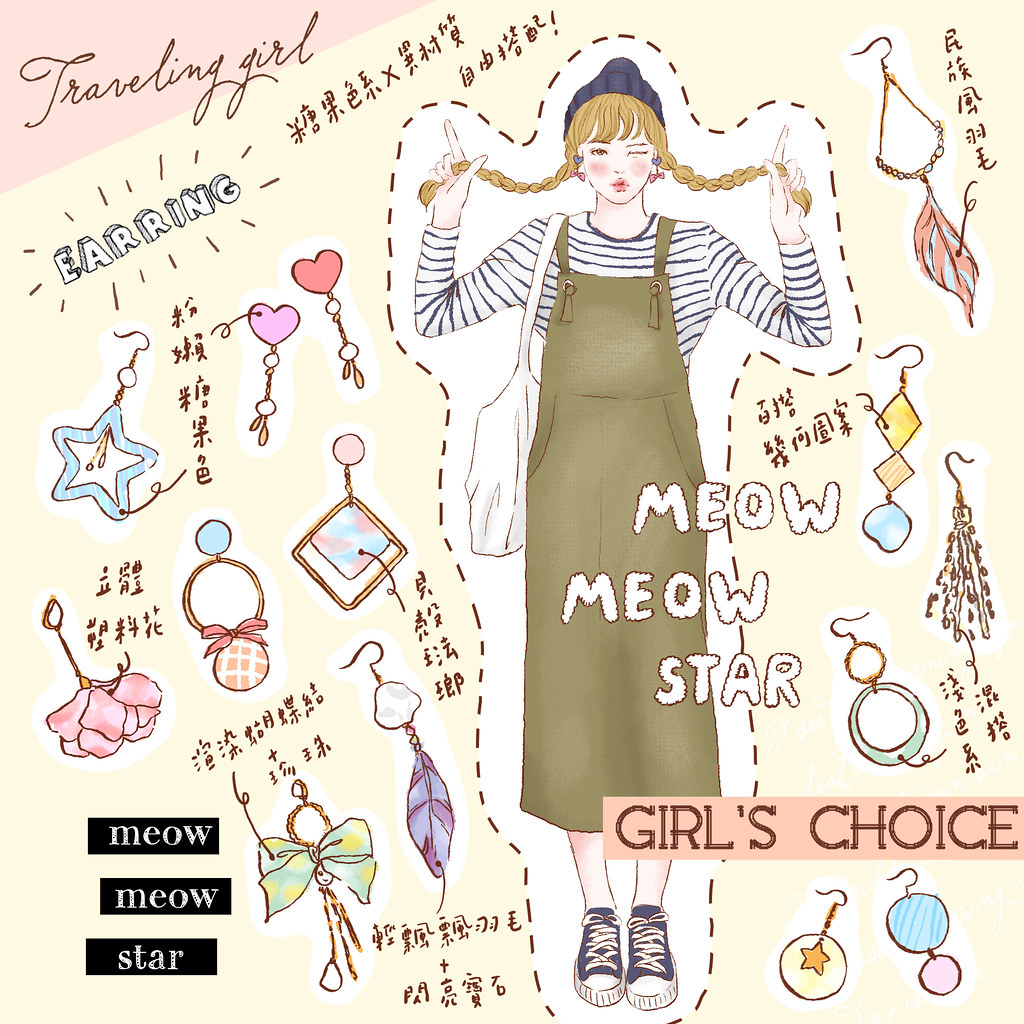 Traveling girl
糖果色系 X 異材質
自由搭配!
EARRING
民族風羽毛
粉嫩糖果色
百搭
幾何圖案
MEOW
MEOW
STAR
立體
塑料花
貝殼琺瑯
淺色系
混搭
渲染蝴蝶結
+
珍珠
GIRL'S CHOICE
meow
meow
star
輕飄飄羽毛
+
閃亮寶石